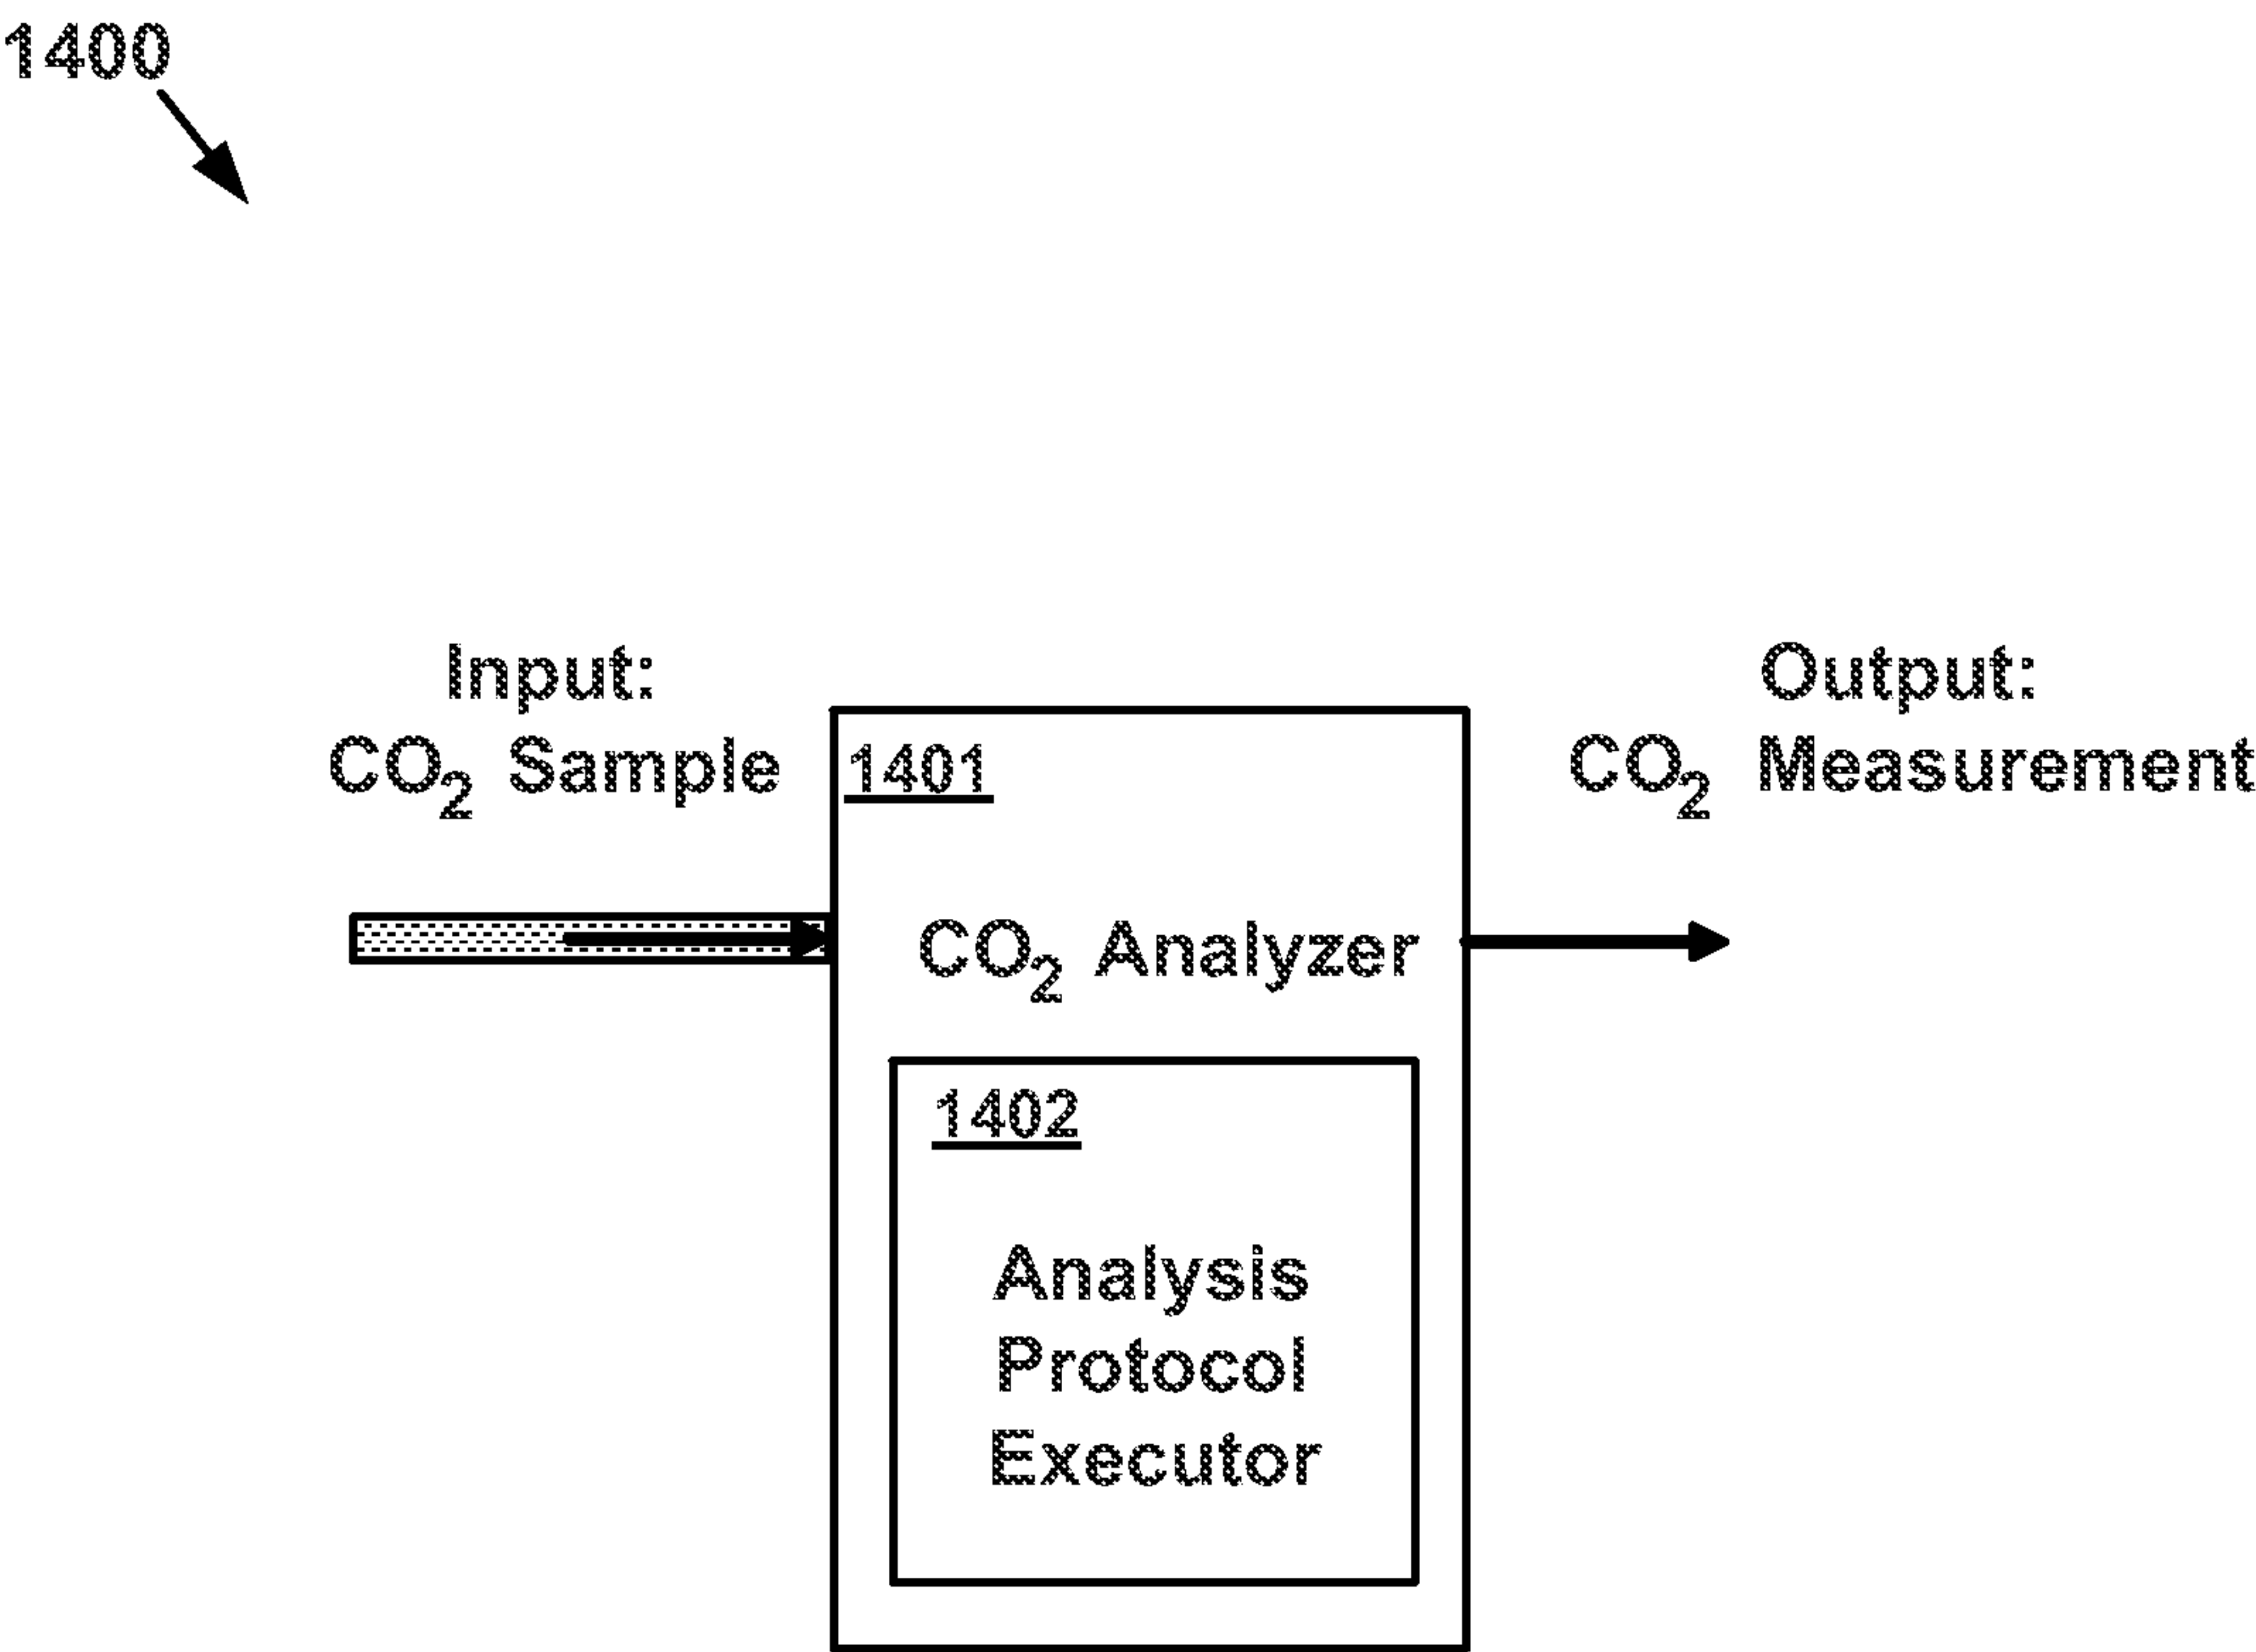 1400
Input:
CO₂ Sample
Output:
CO₂ Measurement
1401
CO₂ Analyzer
1402
Analysis
Protocol
Executor